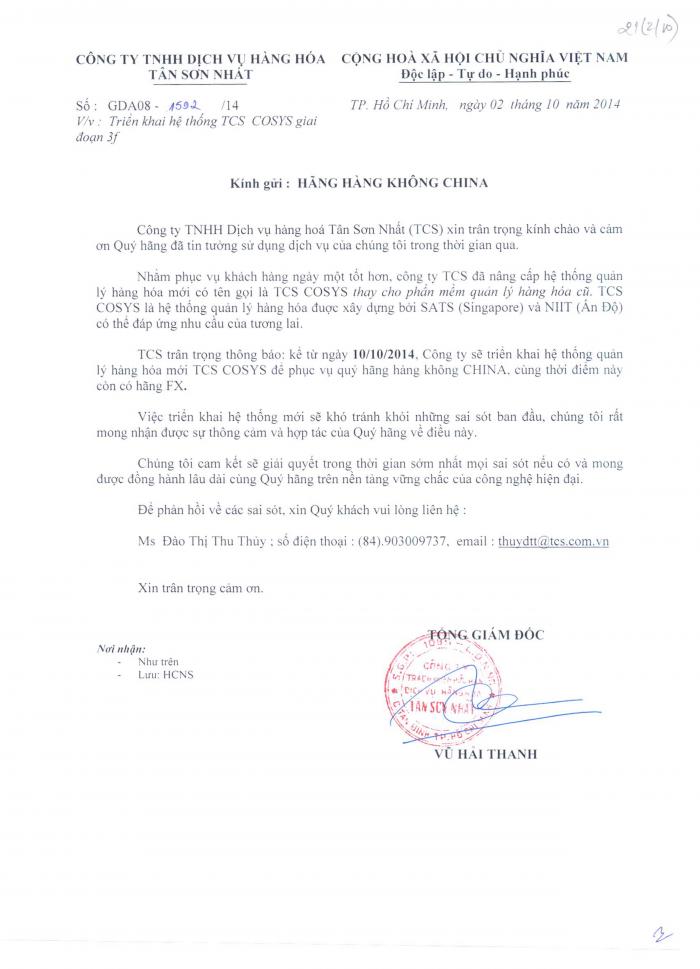 21(2/10)
CÔNG TY TNHH DỊCH VỤ HÀNG HÓA
TÂN SƠN NHẤT
CỘNG HOÀ XÃ HỘI CHỦ NGHĨA VIỆT NAM
Độc lập - Tự do - Hạnh phúc
Số : GDA08 - 1592 /14
V/v : Triển khai hệ thống TCS COSYS giai
đoạn 3f
TP. Hồ Chí Minh, ngày 02 tháng 10 năm 2014
Kính gửi : HÃNG HÀNG KHÔNG CHINA
Công ty TNHH Dịch vụ hàng hoá Tân Sơn Nhất (TCS) xin trân trọng kính chào và cảm
ơn Quý hãng đã tin tưởng sử dụng dịch vụ của chúng tôi trong thời gian qua.
Nhằm phục vụ khách hàng ngày một tốt hơn, công ty TCS đã nâng cấp hệ thống quản
lý hàng hóa mới có tên gọi là TCS COSYS thay cho phần mềm quản lý hàng hóa cũ. TCS
COSYS là hệ thống quản lý hàng hóa được xây dựng bởi SATS (Singapore) và NIIT (Ấn Độ)
có thể đáp ứng nhu cầu của tương lai.
TCS trân trọng thông báo: kể từ ngày 10/10/2014, Công ty sẽ triển khai hệ thống quản
lý hàng hóa mới TCS COSYS để phục vụ quý hãng hàng không CHINA, cùng thời điểm này
còn có hãng FX.
Việc triển khai hệ thống mới sẽ khó tránh khỏi những sai sót ban đầu, chúng tôi rất
mong nhận được sự thông cảm và hợp tác của Quý hãng về điều này.
Chúng tôi cam kết sẽ giải quyết trong thời gian sớm nhất mọi sai sót nếu có và mong
được đồng hành lâu dài cùng Quý hãng trên nền tảng vững chắc của công nghệ hiện đại.
Để phản hồi về các sai sót, xin Quý khách vui lòng liên hệ :
Ms Đào Thị Thu Thủy ; số điện thoại : (84).903009737, email : thuydtt@tcs.com.vn
Xin trân trọng cảm ơn.
TỔNG GIÁM ĐỐC
Nơi nhận:
- Như trên
- Lưu: HCNS
CÔNG TY
TRÁCH NHIỆM
DỊCH VỤ HÀNG HÓA
TÂN SƠN NHẤT
VŨ HẢI THANH